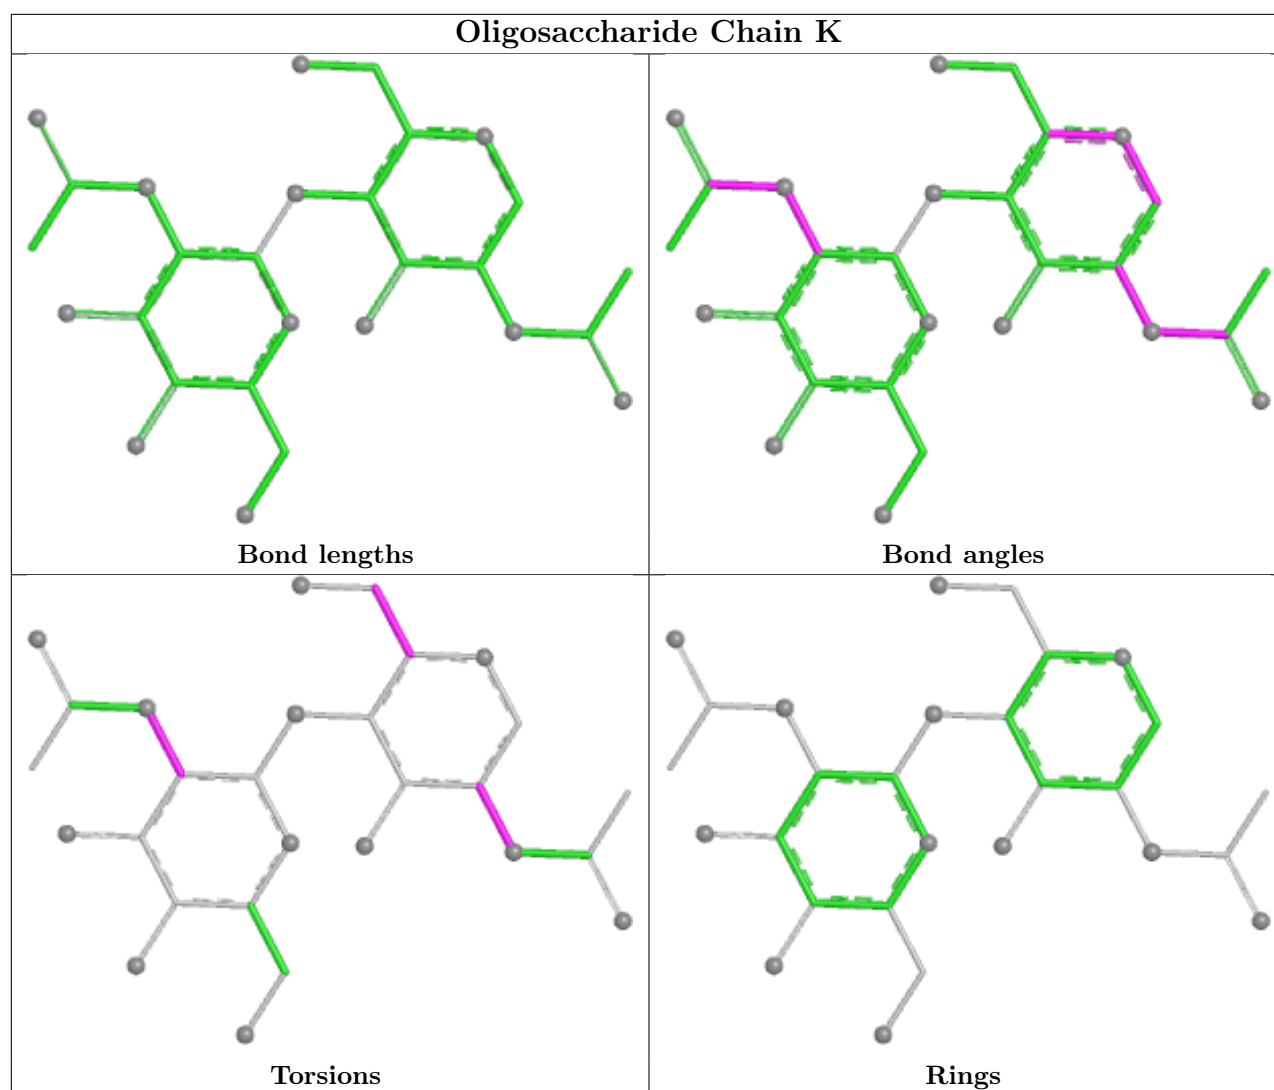 Oligosaccharide Chain K
Bond lengths
Bond angles
Torsions
Rings